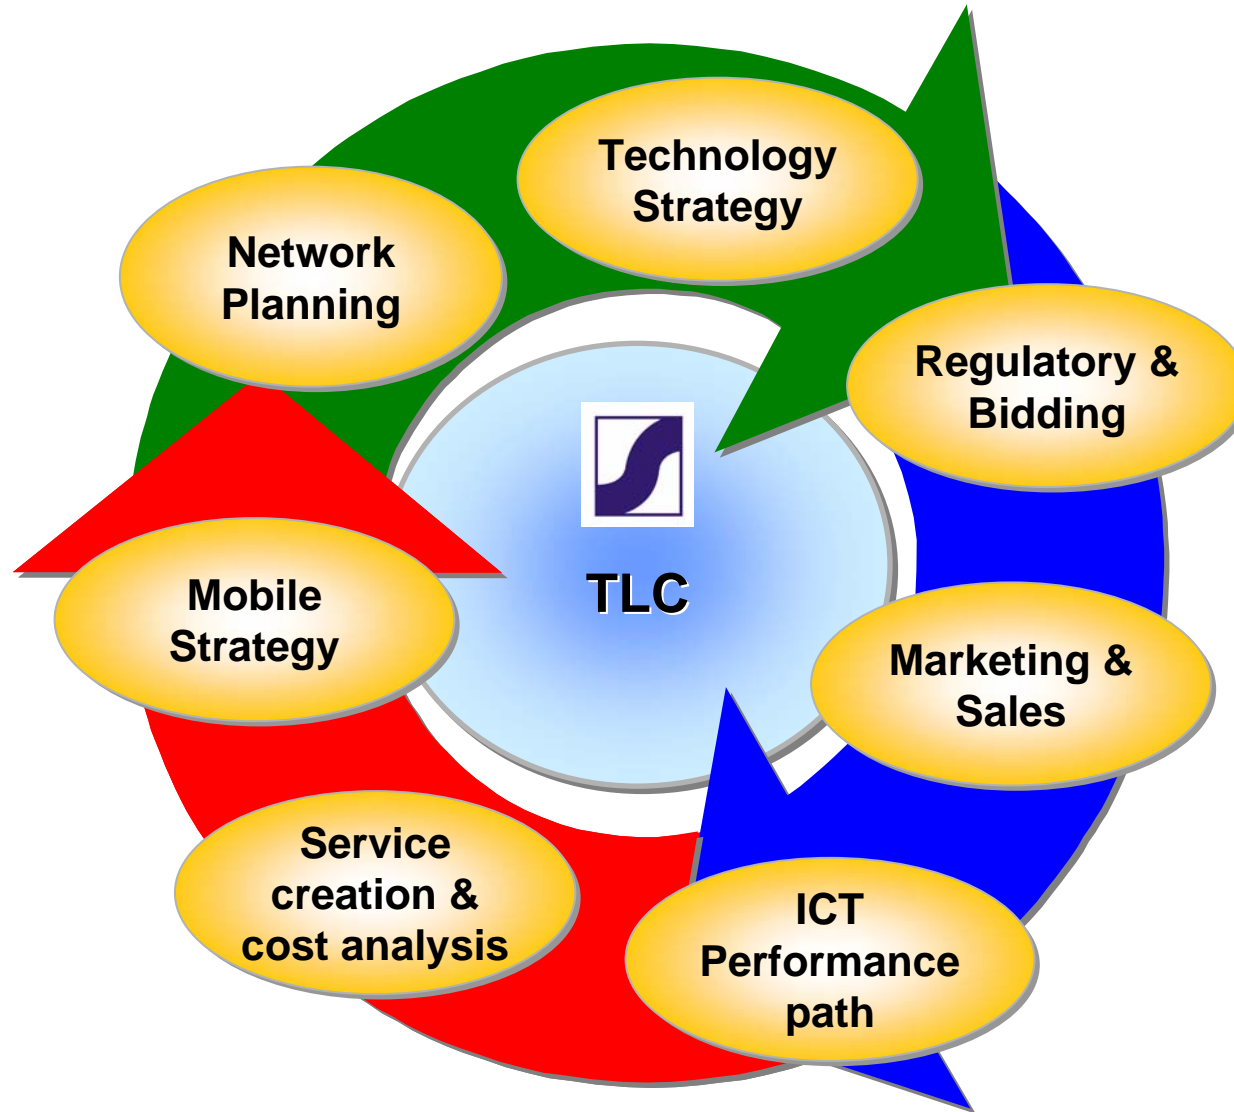 Technology
Strategy
Network
Planning
Regulatory &
Bidding
TLC
Mobile
Strategy
Marketing &
Sales
Service
creation &
cost analysis
ICT
Performance
path